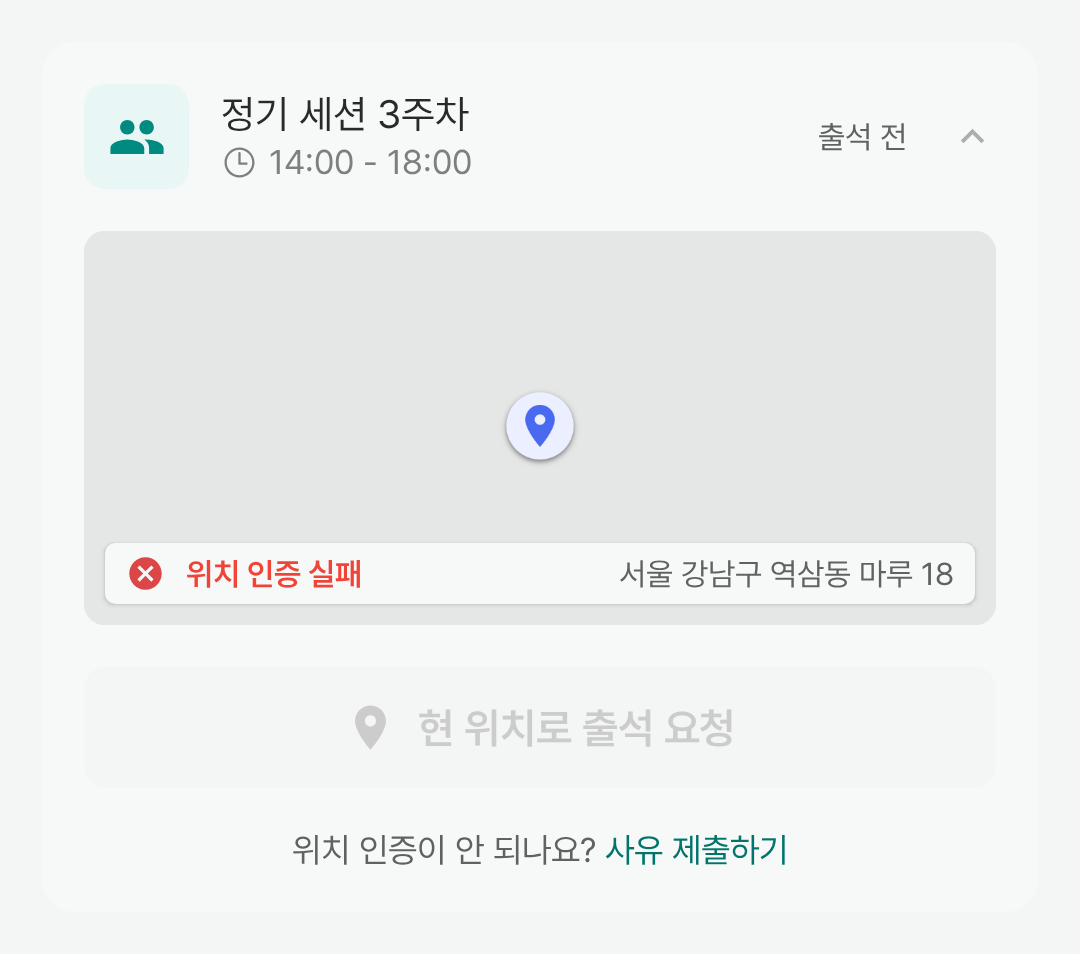 정기 세션 3주차
14:00 - 18:00
출석 전
위치 인증 실패
서울 강남구 역삼동 마루 18
현 위치로 출석 요청
위치 인증이 안 되나요? 사유 제출하기